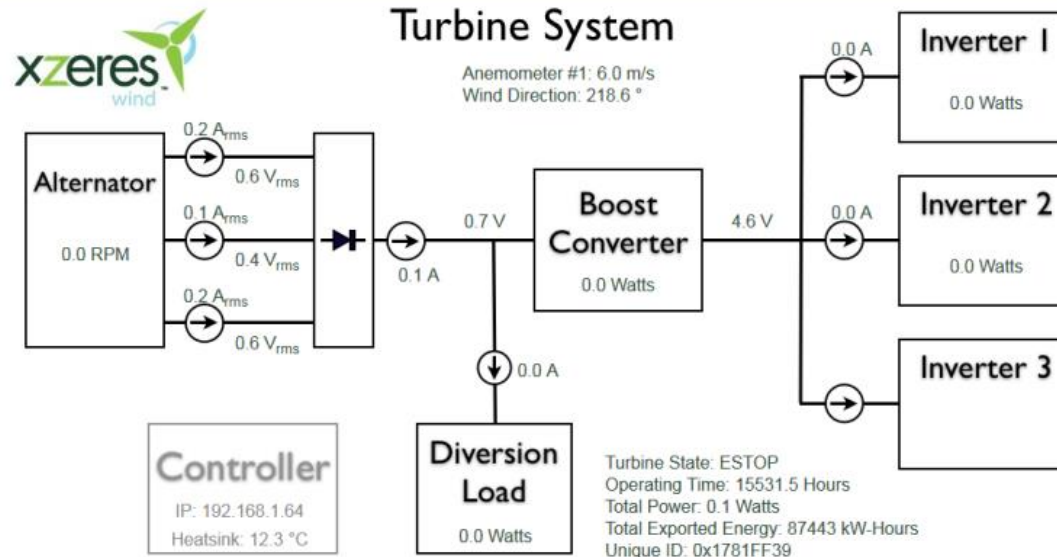 xzeres
wind
™
Turbine System
Anemometer #1: 6.0 m/s
Wind Direction: 218.6 °
Alternator
0.0 RPM
0.2 Arms
0.6 Vrms
0.1 Arms
0.4 Vrms
0.2 Arms
0.6 Vrms
0.1 A
0.7 V
Boost
Converter
0.0 Watts
4.6 V
0.0 A
Inverter 1
0.0 Watts
0.0 A
Inverter 2
0.0 Watts
Inverter 3
0.0 A
Diversion
Load
0.0 Watts
Controller
IP: 192.168.1.64
Heatsink: 12.3 °C
Turbine State: ESTOP
Operating Time: 15531.5 Hours
Total Power: 0.1 Watts
Total Exported Energy: 87443 kW-Hours
Unique ID: 0x1781FF39